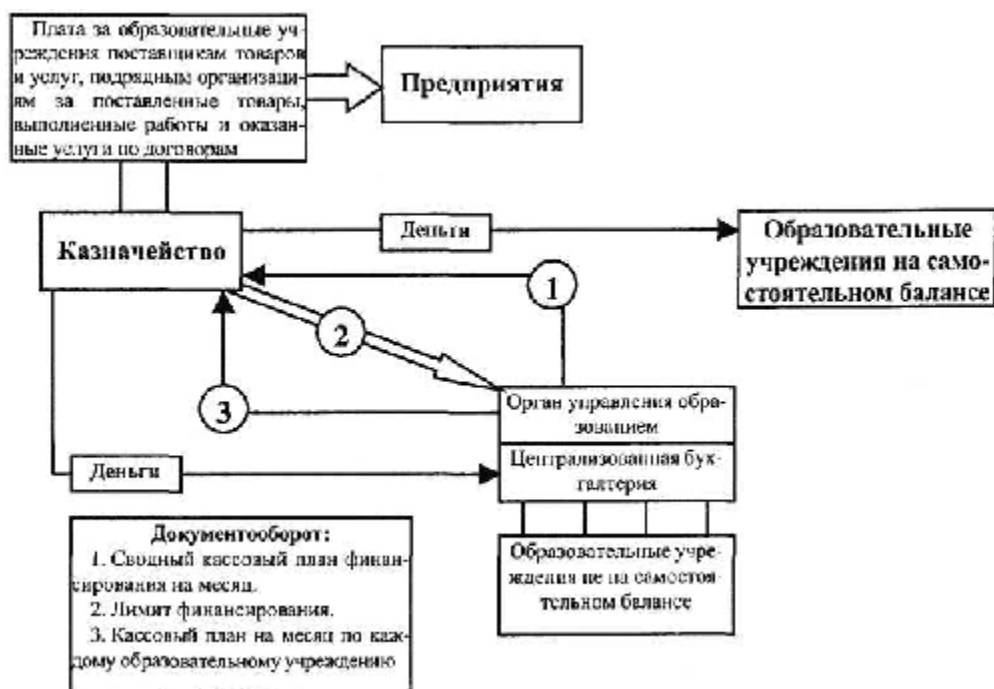 Плата за образовательные уч-
реждения поставщикам товаров
и услуг, подрядным организаци-
ям за поставленные товары,
выполненные работы и оказан-
ные услуги по договорам
Предприятия
Казначейство
Деньги
Образовательные
учреждения на само-
стоятельном балансе
1
2
3
Орган управления обра-
зованием
Деньги
Централизованная бух-
галтерия
Образовательные учре-
ждения не на самостоя-
тельном балансе
Документооборот:
1. Сводный кассовый план финан-
сирования на месяц.
2. Лимит финансирования.
3. Кассовый план на месяц по каж-
дому образовательному учреждению